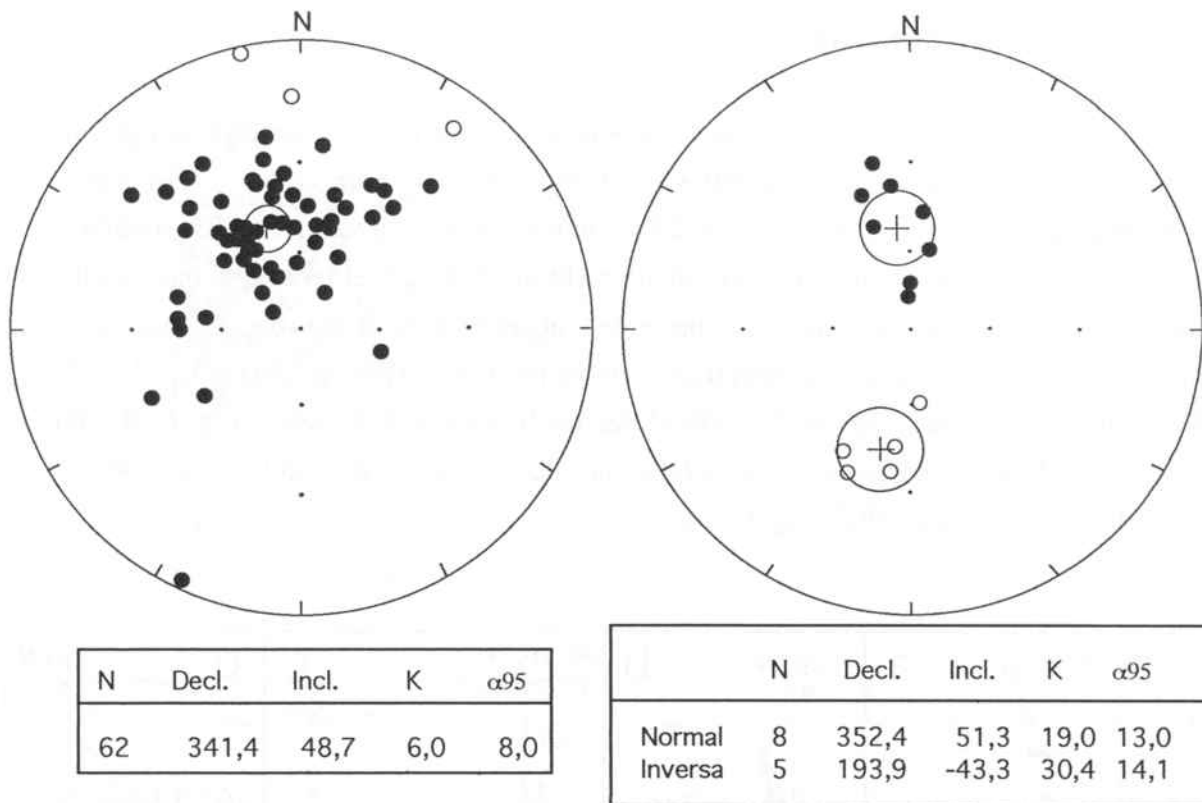 N
N
N Decl. Incl. K α95
62 341,4 48,7 6,0 8,0
N Decl. Incl. K α95
Normal 8 352,4 51,3 19,0 13,0
Inversa 5 193,9 -43,3 30,4 14,1